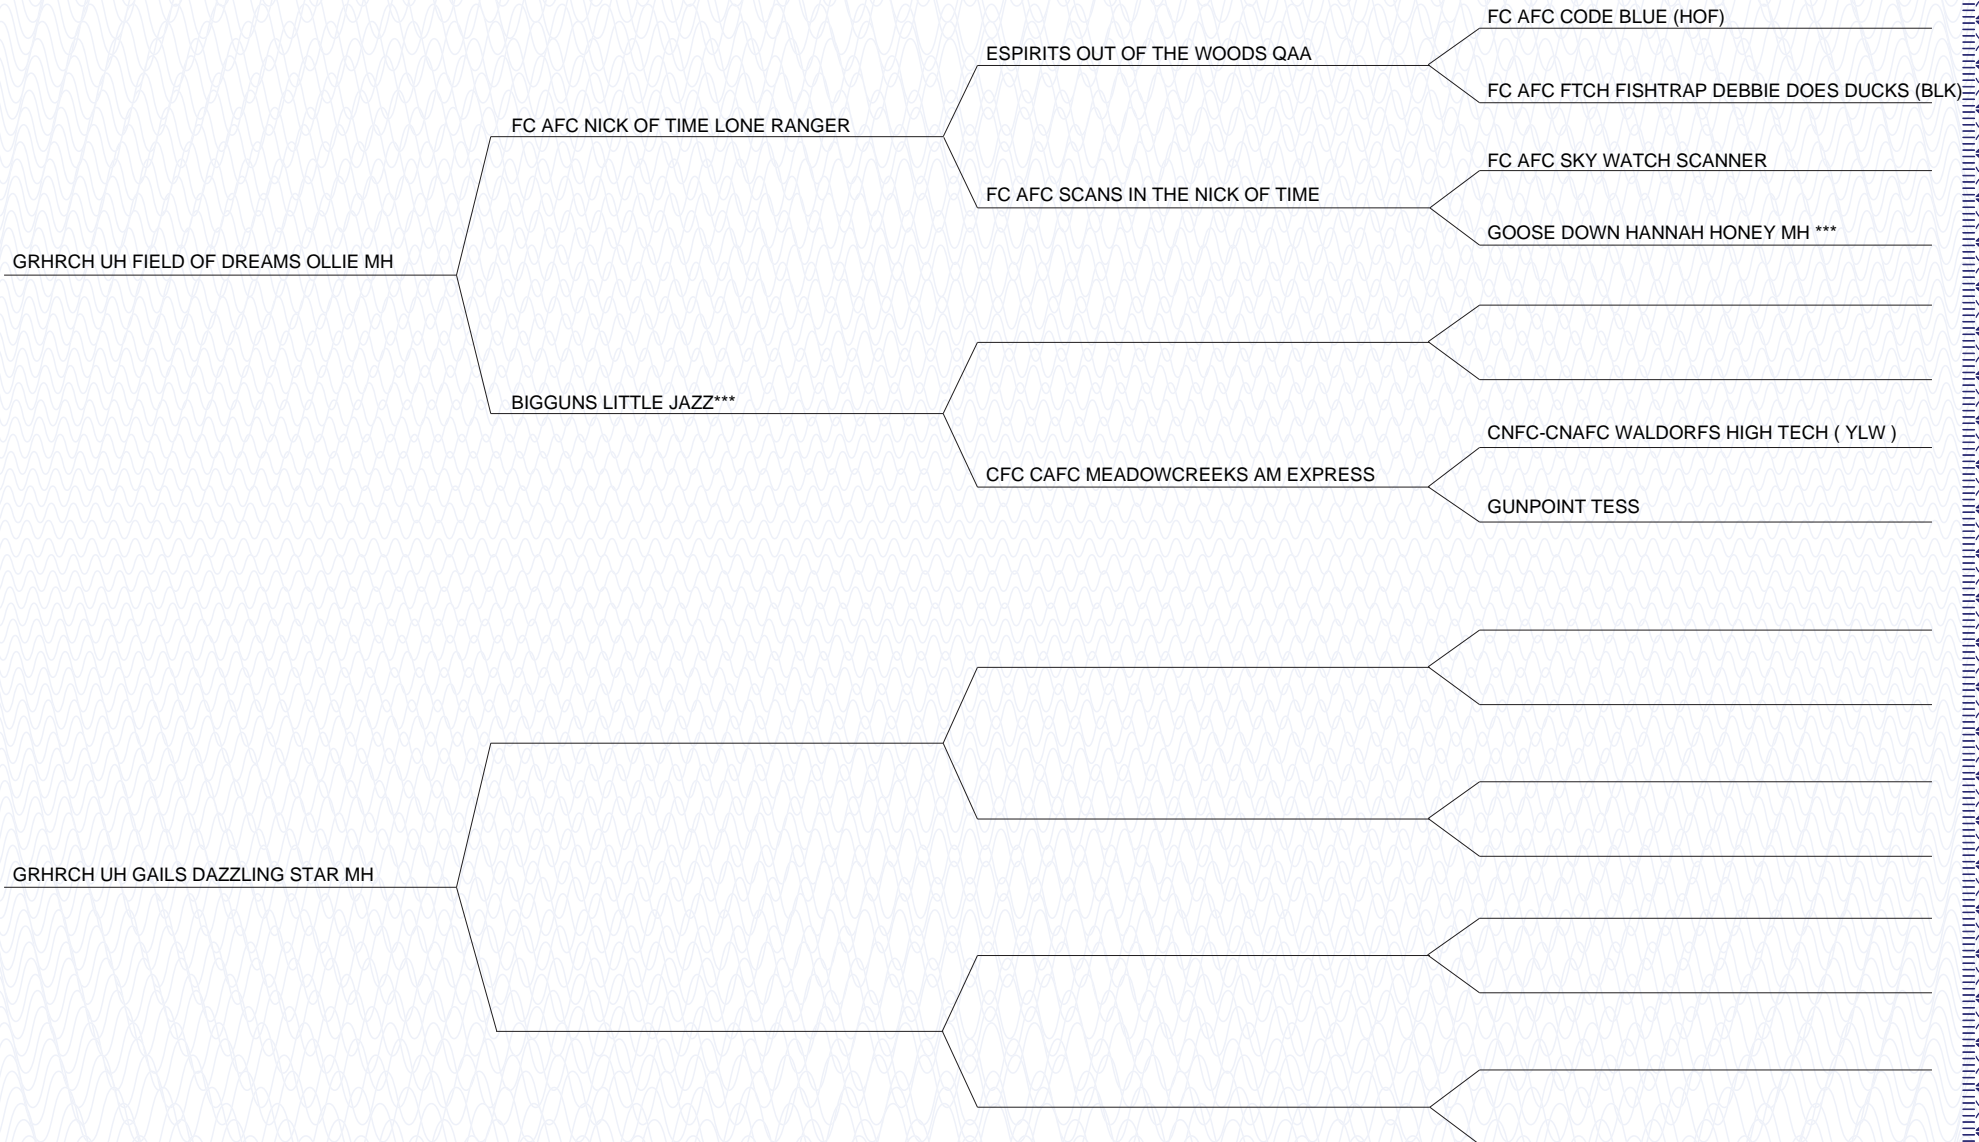 FC AFC CODE BLUE (HOF)
ESPIRITS OUT OF THE WOODS QAA
FC AFC FTCH FISHTRAP DEBBIE DOES DUCKS (BLK)
FC AFC NICK OF TIME LONE RANGER
FC AFC SKY WATCH SCANNER
FC AFC SCANS IN THE NICK OF TIME
GOOSE DOWN HANNAH HONEY MH ***
GRHRCH UH FIELD OF DREAMS OLLIE MH
BIGGUNS LITTLE JAZZ***
CNFC-CNAFC WALDORFS HIGH TECH ( YLW )
CFC CAFC MEADOWCREEKS AM EXPRESS
GUNPOINT TESS
GRHRCH UH GAILS DAZZLING STAR MH